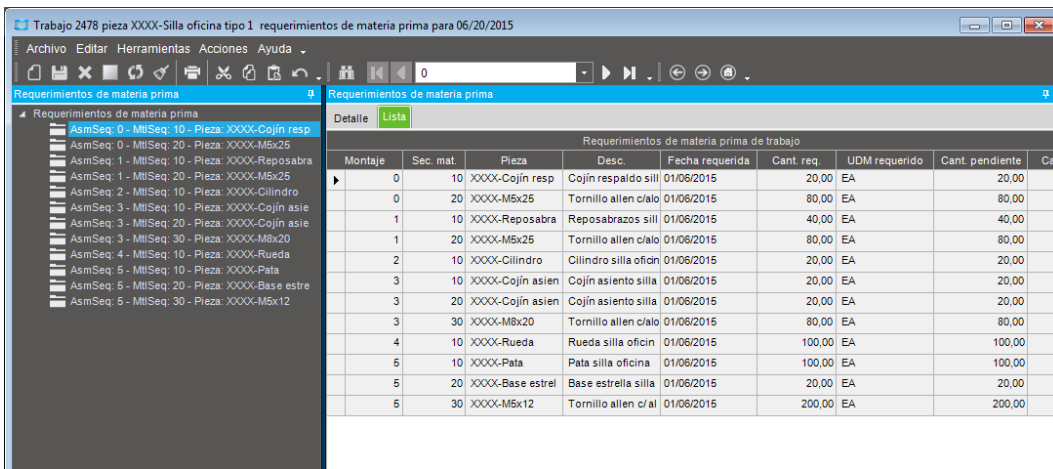 Trabajo 2478 pieza XXXX-Silla oficina tipo 1 requerimientos de materia prima para 06/20/2015
Archivo Editar Herramientas Acciones Ayuda
0
Requerimientos de materia prima
Requerimientos de materia prima
AsmSeq: 0 - MtlSeq: 10 - Pieza: XXXX-Cojín resp
AsmSeq: 0 - MtlSeq: 20 - Pieza: XXXX-M5x25
AsmSeq: 1 - MtlSeq: 10 - Pieza: XXXX-Reposabra
AsmSeq: 1 - MtlSeq: 20 - Pieza: XXXX-M5x25
AsmSeq: 2 - MtlSeq: 10 - Pieza: XXXX-Cilindro
AsmSeq: 3 - MtlSeq: 10 - Pieza: XXXX-Cojín asie
AsmSeq: 3 - MtlSeq: 20 - Pieza: XXXX-Cojín asie
AsmSeq: 3 - MtlSeq: 30 - Pieza: XXXX-M8x20
AsmSeq: 4 - MtlSeq: 10 - Pieza: XXXX-Rueda
AsmSeq: 5 - MtlSeq: 10 - Pieza: XXXX-Pata
AsmSeq: 5 - MtlSeq: 20 - Pieza: XXXX-Base estre
AsmSeq: 5 - MtlSeq: 30 - Pieza: XXXX-M5x12
Requerimientos de materia prima
Detalle Lista
Requerimientos de materia prima de trabajo
Montaje Sec. mat. Pieza Desc. Fecha requerida Cant. req. UDM requerido Cant. pendiente Ca
0 10 XXXX-Cojín resp Cojín respaldo sill 01/06/2015 20,00 EA 20,00
0 20 XXXX-M5x25 Tornillo allen c/alo 01/06/2015 80,00 EA 80,00
1 10 XXXX-Reposabra Reposabrazos sill 01/06/2015 40,00 EA 40,00
1 20 XXXX-M5x25 Tornillo allen c/alo 01/06/2015 80,00 EA 80,00
2 10 XXXX-Cilindro Cilindro silla oficin 01/06/2015 20,00 EA 20,00
3 10 XXXX-Cojín asien Cojín asiento silla 01/06/2015 20,00 EA 20,00
3 20 XXXX-Cojín asien Cojín asiento silla 01/06/2015 20,00 EA 20,00
3 30 XXXX-M8x20 Tornillo allen c/alo 01/06/2015 80,00 EA 80,00
4 10 XXXX-Rueda Rueda silla oficin 01/06/2015 100,00 EA 100,00
5 10 XXXX-Pata Pata silla oficina 01/06/2015 100,00 EA 100,00
5 20 XXXX-Base estrel Base estrella silla 01/06/2015 20,00 EA 20,00
5 30 XXXX-M5x12 Tornillo allen c/ al 01/06/2015 200,00 EA 200,00